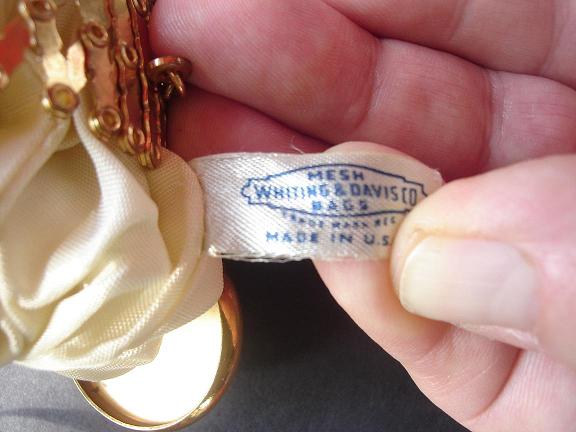 MESH
WHITING & DAVIS CO
BAGS
TRADE MARK REG
MADE IN U.S.